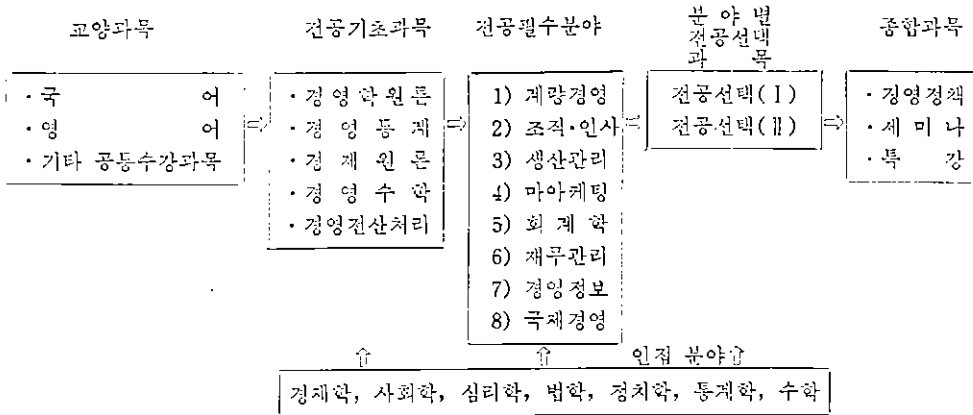 교양과목
·국 어
·영 어
·기타 공통수강과목
전공기초과목
·경영학원론
·경영통계
·경제원론
·경영수학
·경영전산처리
전공필수분야
1) 계량경영
2) 조직·인사
3) 생산관리
4) 마아케팅
5) 회계학
6) 재무관리
7) 경영정보
8) 국제경영
분야별
전공선택
과목
전공선택(Ⅰ)
전공선택(Ⅱ)
종합과목
·경영정책
·세미나
·특 강
인접 분야
경제학, 사회학, 심리학, 법학, 정치학, 통계학, 수학